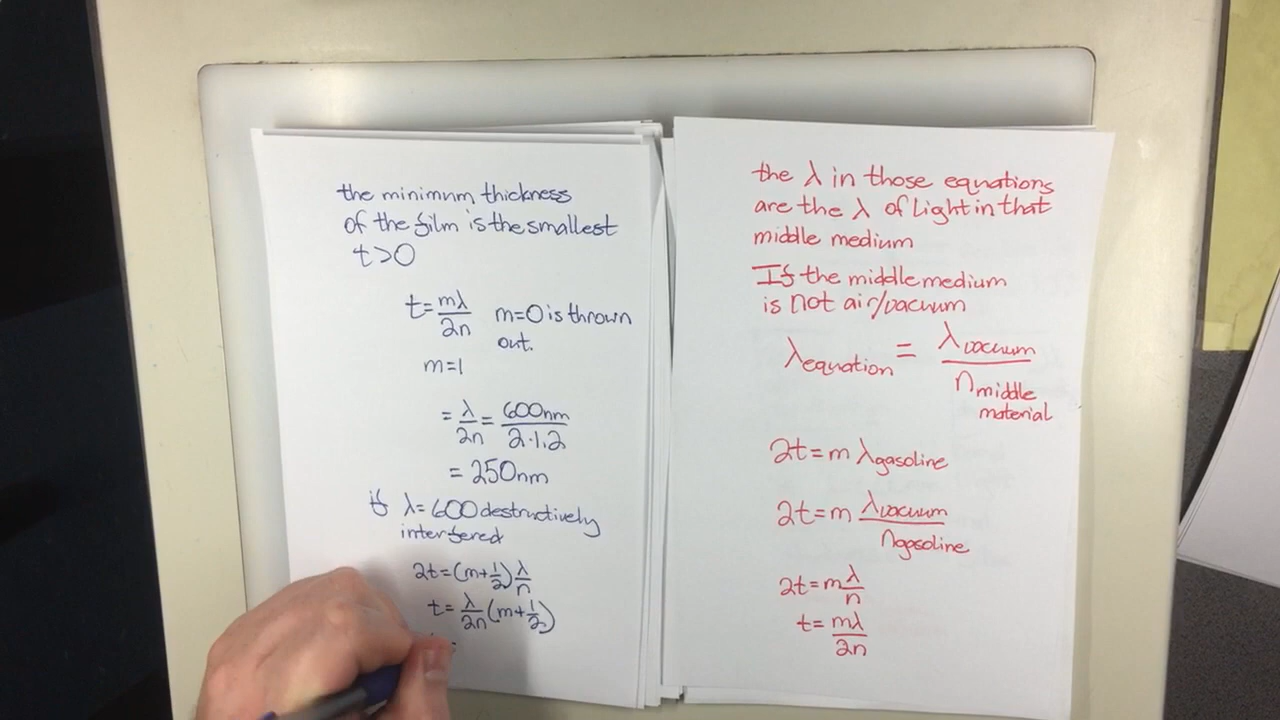 the minimum thickness
of the film is the smallest
t>0
t=mλ/2n m=0 is thrown
out.
m=1
=λ/2n=600nm/2·1.2
=250nm
if λ=600 destructively
interfered
2t=(m+1/2)λ/n
t=λ/2n(m+1/2)
=
the λ in those equations
are the λ of Light in that
middle medium
If the middle medium
is not air/vacuum
λequation = λvacuum/nmiddle
material
2t=m λgasoline
2t=m λvacuum/ngasoline
2t=mλ/n
t=mλ/2n